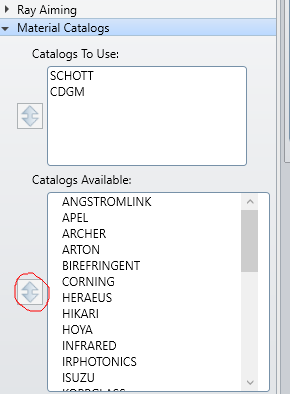 Ray Aiming
Material Catalogs
Catalogs To Use:
SCHOTT
CDGM
Catalogs Available:
ANGSTROMLINK
APEL
ARCHER
ARTON
BIREFRINGENT
CORNING
HERAEUS
HIKARI
HOYA
INFRARED
IRPHOTONICS
ISUZU